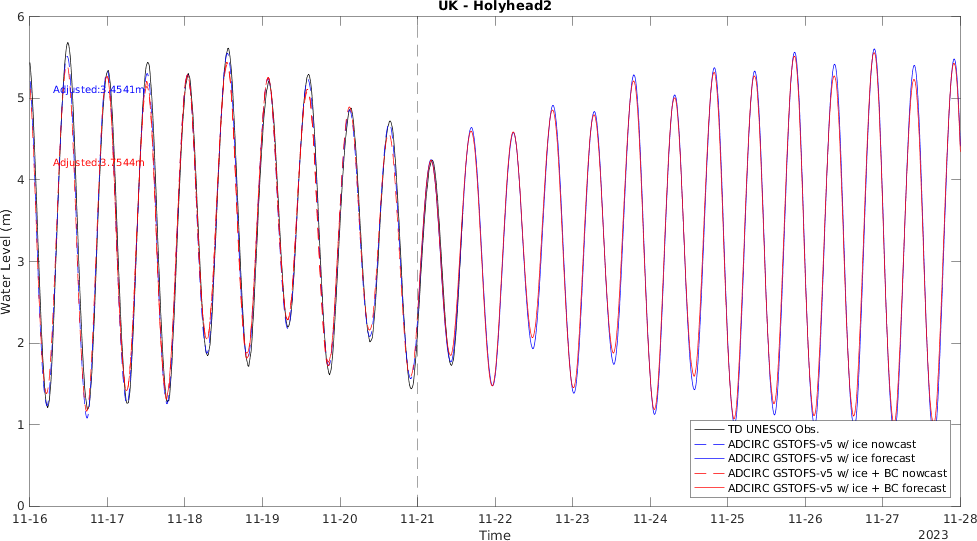 UK - Holyhead2
6
5
4
3
2
1
0
Water Level (m)
Adjusted:3.4541m
Adjusted:3.7544m
TD UNESCO Obs.
ADCIRC GSTOFS-v5 w/ ice nowcast
ADCIRC GSTOFS-v5 w/ ice forecast
ADCIRC GSTOFS-v5 w/ ice + BC nowcast
ADCIRC GSTOFS-v5 w/ ice + BC forecast
11-16 11-17 11-18 11-19 11-20 11-21 11-22 11-23 11-24 11-25 11-26 11-27 11-28
Time
2023